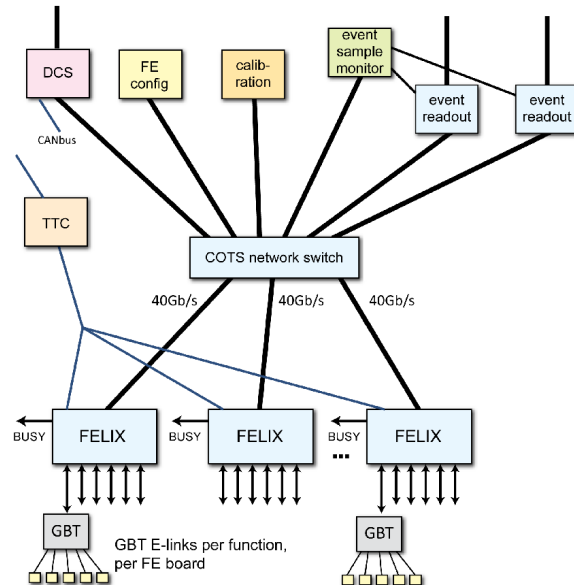 DCS
FE
config
calib-
ration
event
sample
monitor
event
readout
event
readout
CANbus
TTC
COTS network switch
40Gb/s
40Gb/s
40Gb/s
BUSY
FELIX
BUSY
FELIX
BUSY
FELIX
...
GBT
GBT
GBT E-links per function,
per FE board